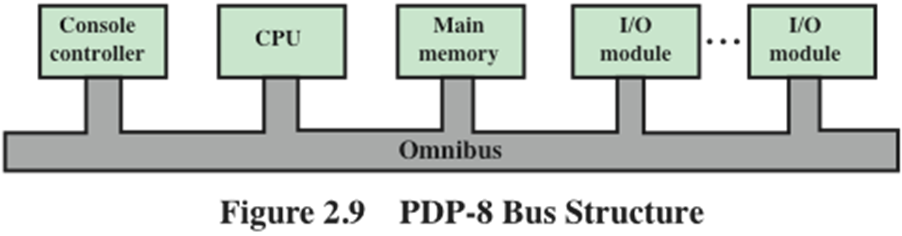 Console
controller
CPU
Main
memory
I/O
module
...
I/O
module
Omnibus
Figure 2.9 PDP-8 Bus Structure